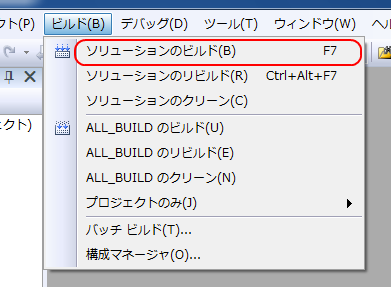 クト(P) ビルド(B) デバッグ(D) ツール(T) ウィンドウ(W) ヘル
ソリューションのビルド(B) F7
ソリューションのリビルド(R) Ctrl+Alt+F7
ソリューションのクリーン(C)
クト)
ALL_BUILD のビルド(U)
ALL_BUILD のリビルド(E)
ALL_BUILD のクリーン(N)
プロジェクトのみ(J)
バッチ ビルド(T)...
構成マネージャ(O)...